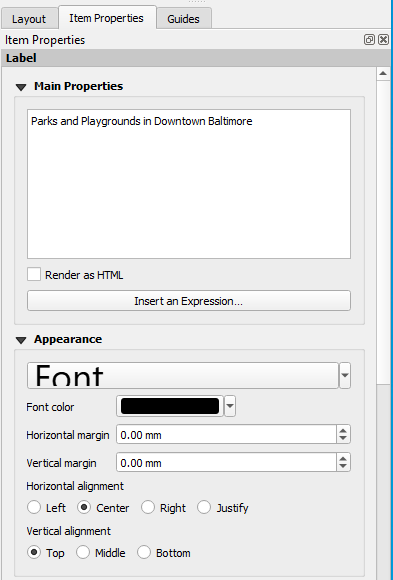 Layout Item Properties Guides
Item Properties
Label
Main Properties
Parks and Playgrounds in Downtown Baltimore
Render as HTML
Insert an Expression...
Appearance
Font
Font color
Horizontal margin 0.00 mm
Vertical margin 0.00 mm
Horizontal alignment
Left Center Right Justify
Vertical alignment
Top Middle Bottom